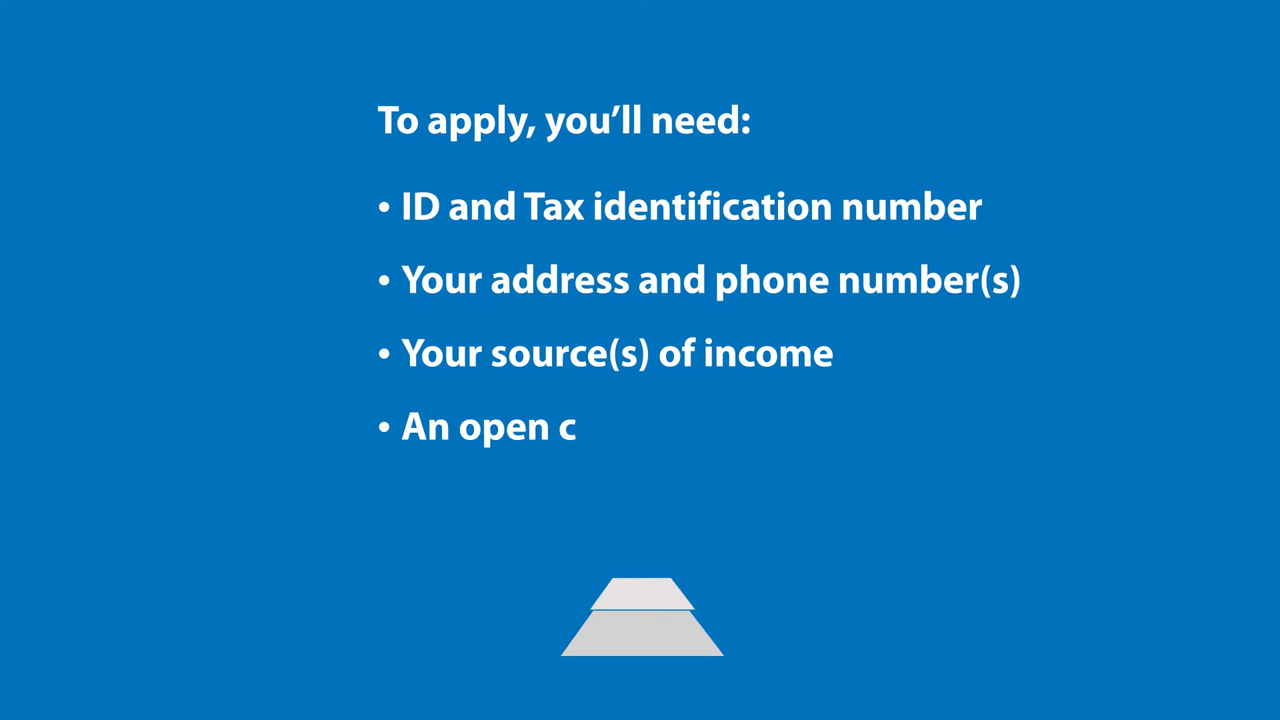 To apply, you’ll need:
• ID and Tax identification number
• Your address and phone number(s)
• Your source(s) of income
• An open c